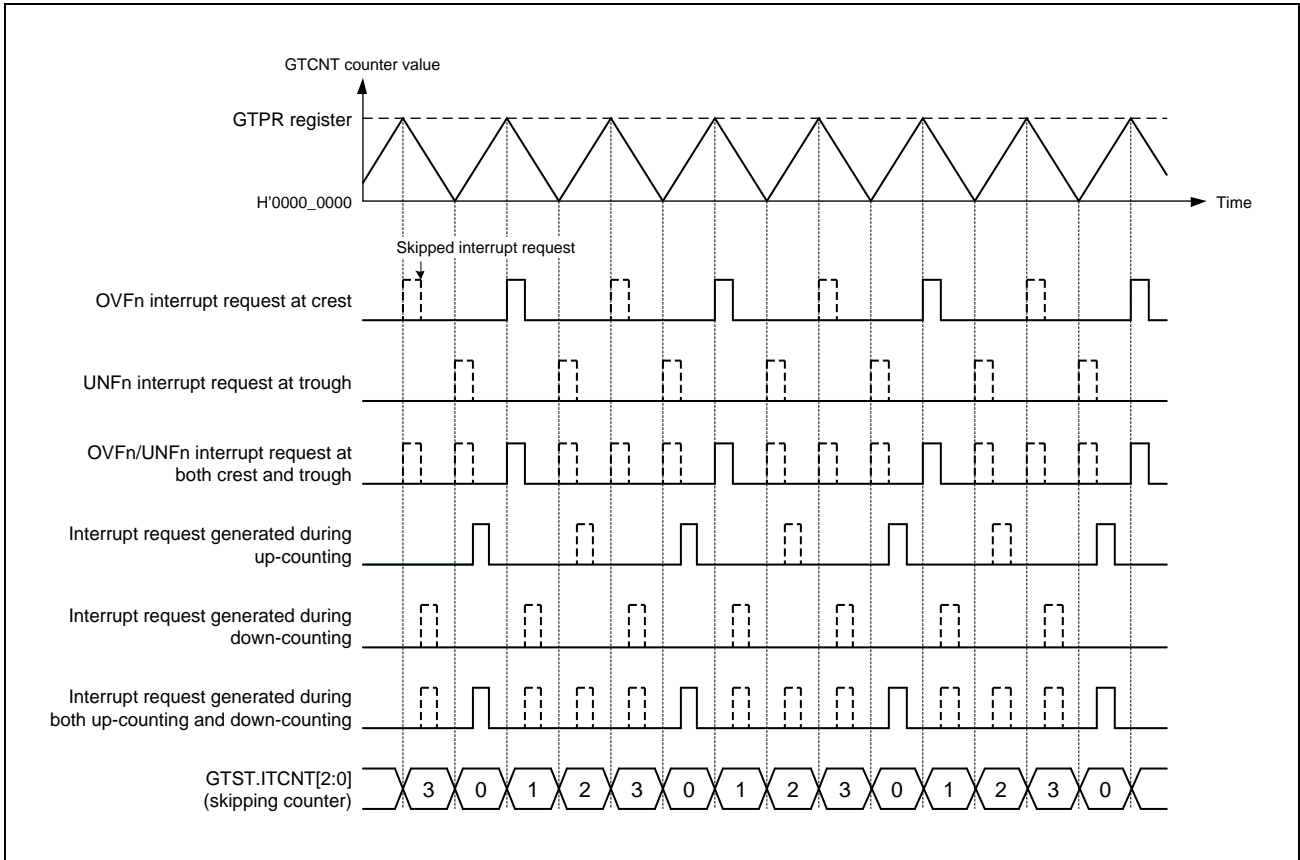 GTCNT counter value
GTPR register
H'0000_0000
Time
Skipped interrupt request
OVFn interrupt request at crest
UNFn interrupt request at trough
OVFn/UNFn interrupt request at
both crest and trough
Interrupt request generated during
up-counting
Interrupt request generated during
down-counting
Interrupt request generated during
both up-counting and down-counting
GTST.ITCNT[2:0]
(skipping counter)
3 0 1 2 3 0 1 2 3 0 1 2 3 0